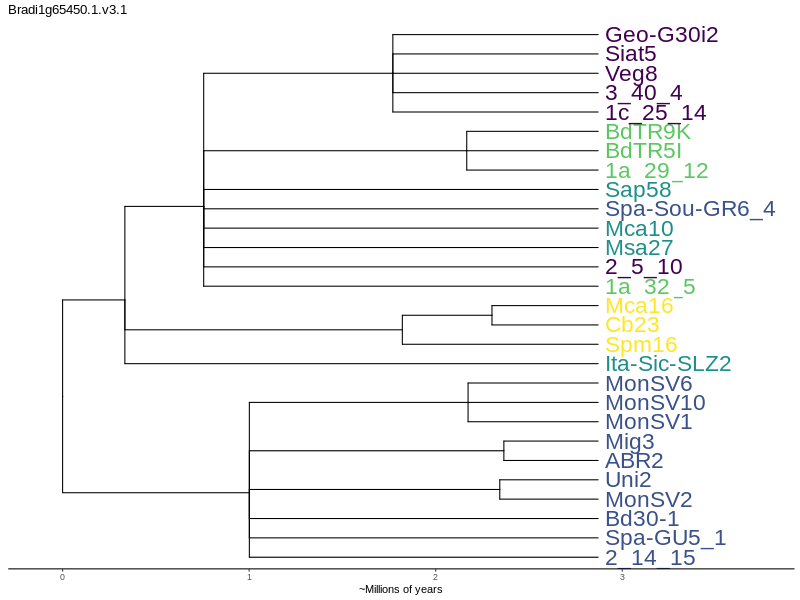 Bradi1g65450.1.v3.1
Geo-G30i2
Siat5
Veg8
3_40_4
1c_25_14
BdTR9K
BdTR5I
1a_29_12
Sap58
Spa-Sou-GR6_4
Mca10
Msa27
2_5_10
1a_32_5
Mca16
Cb23
Spm16
Ita-Sic-SLZ2
MonSV6
MonSV10
MonSV1
Mig3
ABR2
Uni2
MonSV2
Bd30-1
Spa-GU5_1
2_14_15
0 1 2 3
~Millions of years